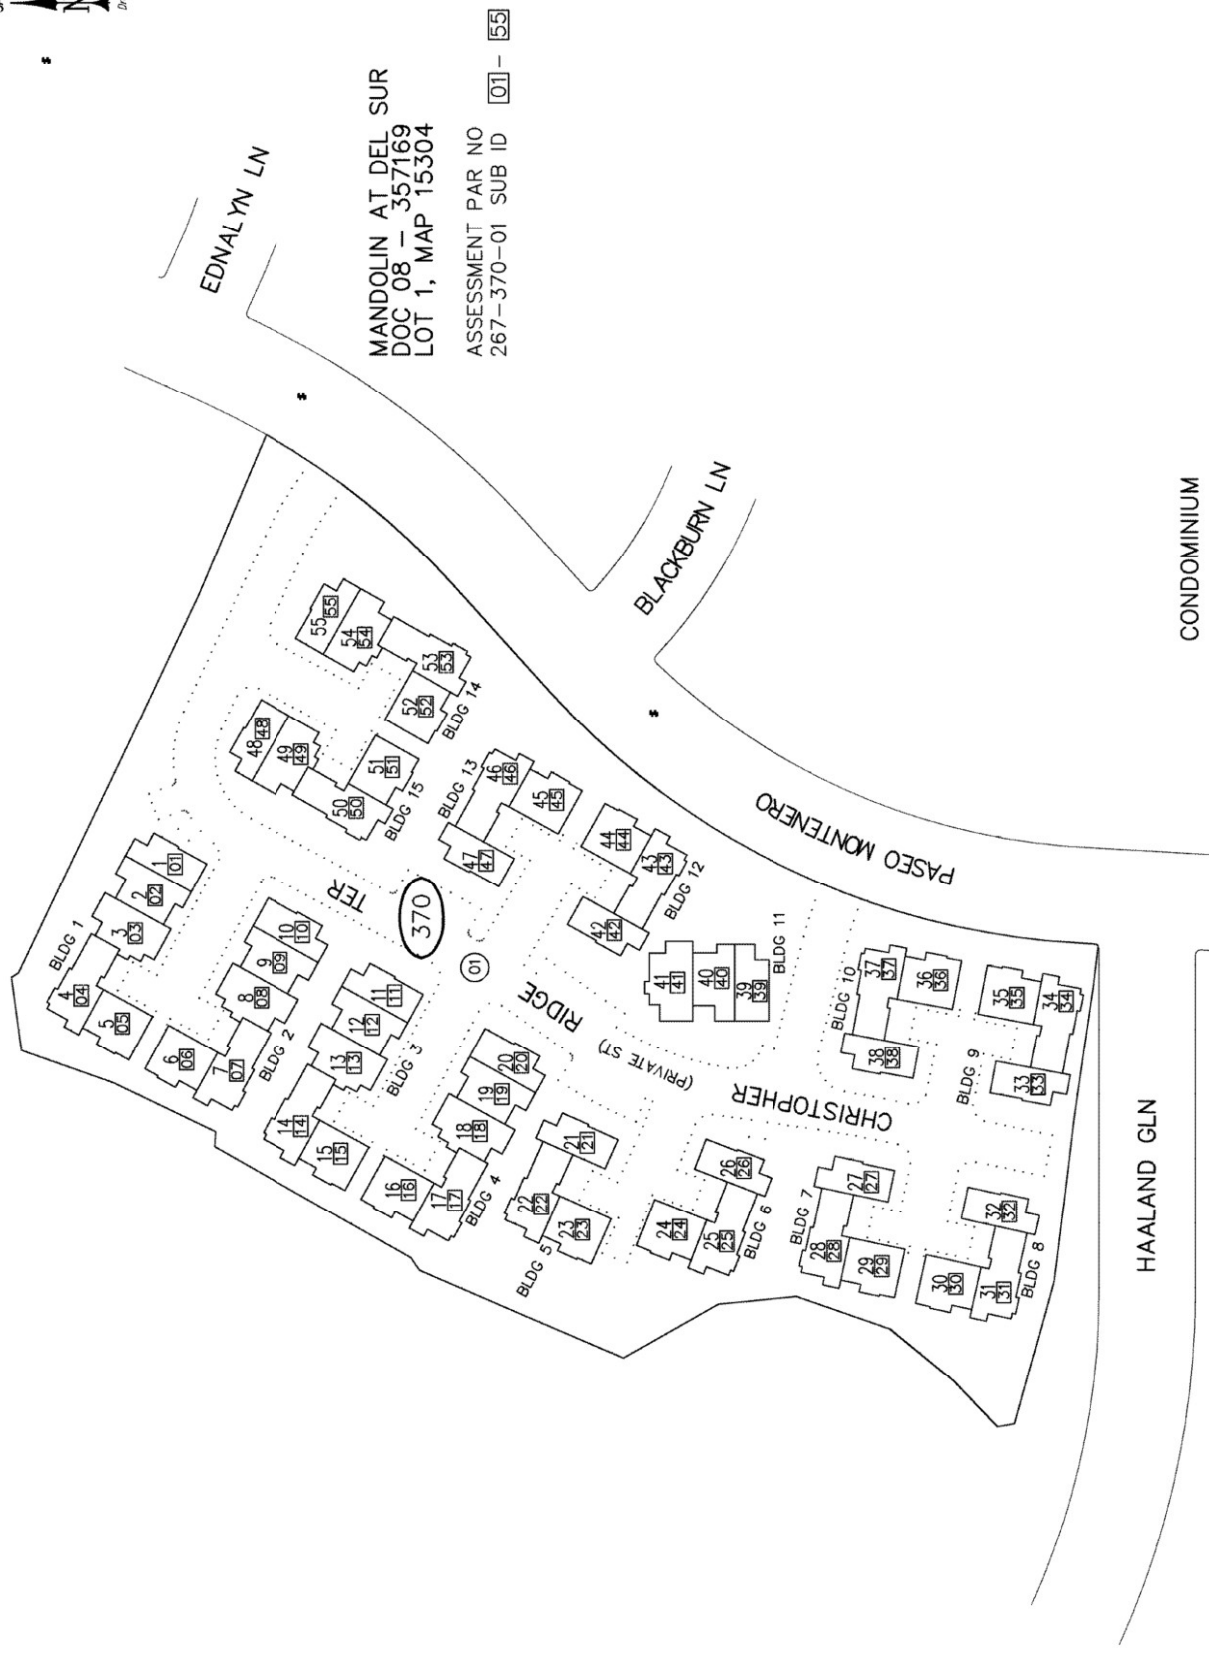 MANDOLIN AT DEL SUR
DOC 08 - 357169
LOT 1, MAP 15304
ASSESSMENT PAR NO
267-370-01 SUB ID 01 - 55
EDNALYN LN
BLACKBURN LN
PASEO MONTENERO
HAALAND GLN
CONDOMINIUM
CHRISTOPHER
RIDGE
TER
(PRIVATE ST)
370
01
BLDG 1
1 01
2 02
3 03
4 04
5 05
BLDG 2
6 06
7 07
8 08
9 09
10 10
BLDG 3
11 11
12 12
13 13
14 14
15 15
BLDG 4
16 16
17 17
18 18
19 19
20 20
BLDG 5
21 21
22 22
23 23
BLDG 6
24 24
25 25
26 26
BLDG 7
27 27
28 28
29 29
BLDG 8
30 30
31 31
32 32
BLDG 9
33 33
34 34
35 35
BLDG 10
36 36
37 37
38 38
BLDG 11
39 39
40 40
41 41
BLDG 12
42 42
43 43
44 44
BLDG 13
45 45
46 46
47 47
BLDG 15
48 48
49 49
50 50
51 51
BLDG 14
52 52
53 53
54 54
55 55
N